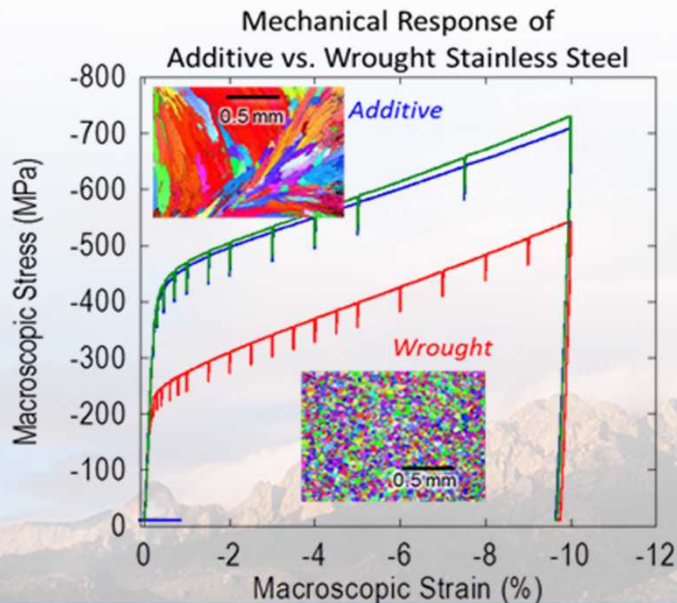 Mechanical Response of
Additive vs. Wrought Stainless Steel
-800
-700
-600
-500
-400
-300
-200
-100
0
Macroscopic Stress (MPa)
0.5 mm
Additive
Wrought
0.5 mm
0
-2
-4
-6
-8
-10
-12
Macroscopic Strain (%)